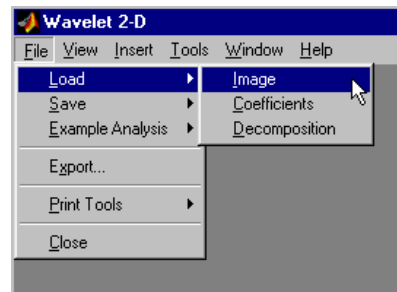 Wavelet 2-D
File View Insert Tools Window Help
Load Image
Save Coefficients
Example Analysis Decomposition
Export...
Print Tools
Close